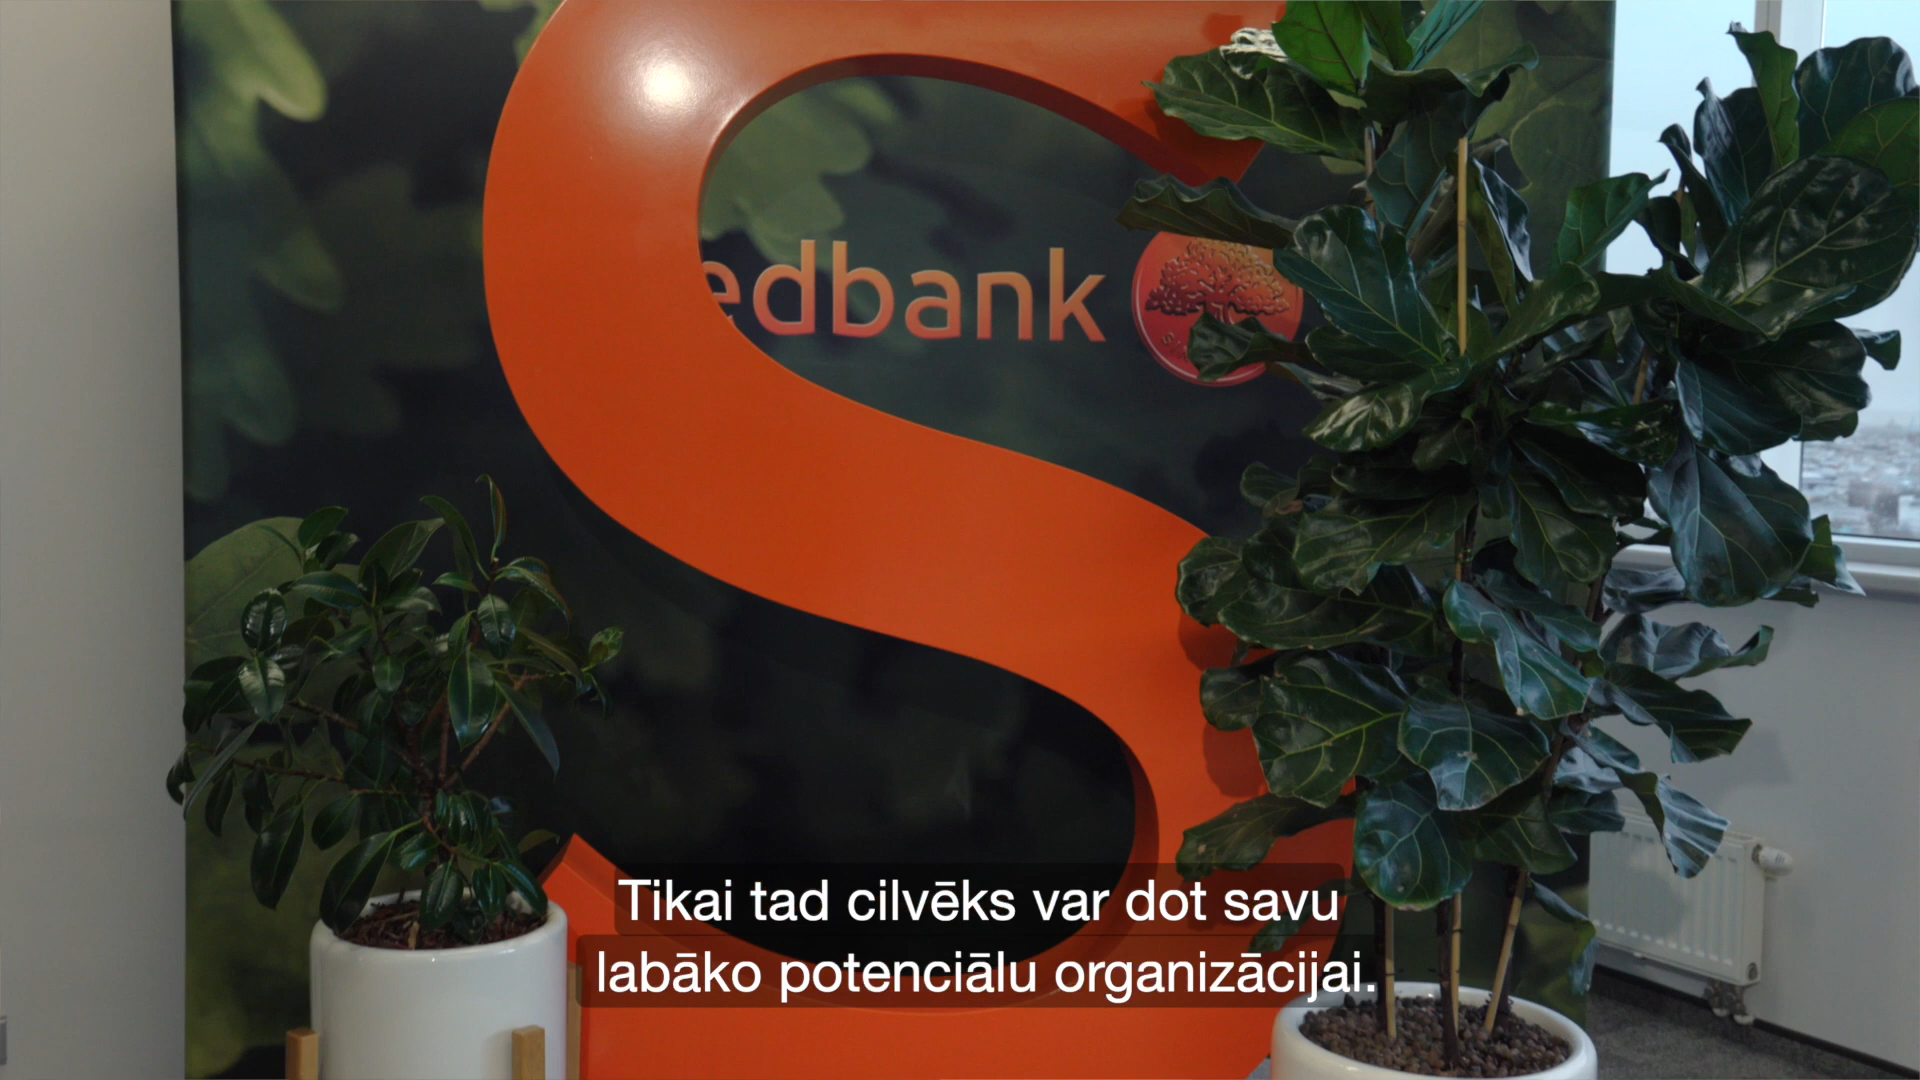 S
edbank
Tikai tad cilvēks var dot savu
labāko potenciālu organizācijai.